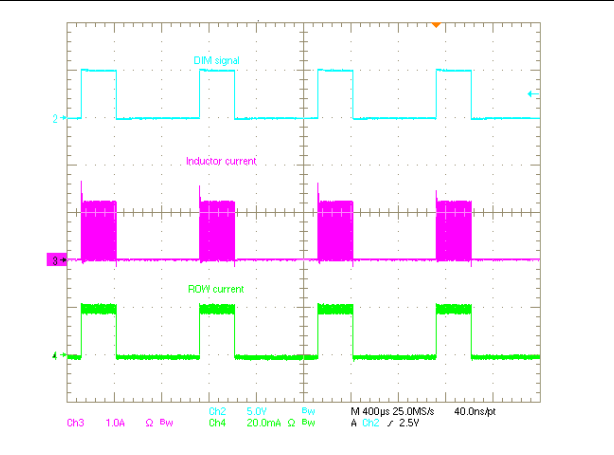 DIM signal
2
Inductor current
3
ROW current
4
Ch2 5.0V Bw M 400µs 25.0MS/s 40.0ns/pt
Ch3 1.0A Ω Bw Ch4 20.0mA Ω Bw A Ch2 / 2.5V